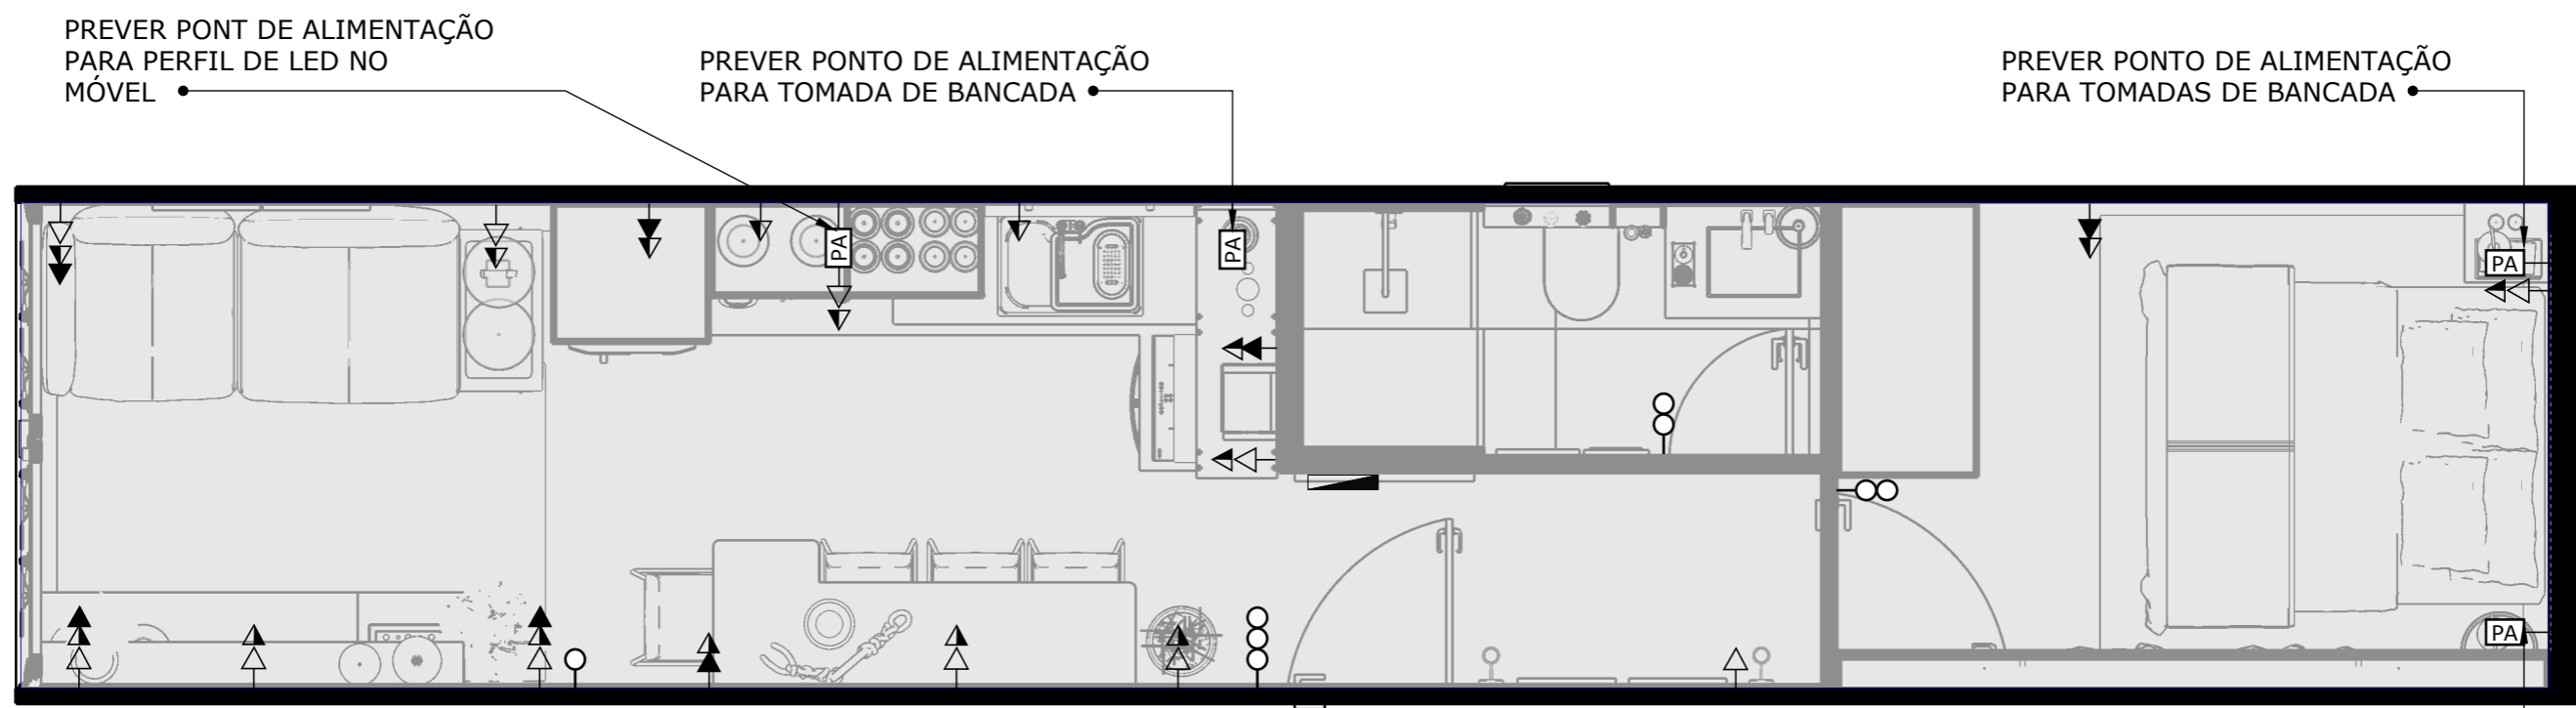 PREVER PONT DE ALIMENTAÇÃO
PARA PERFIL DE LED NO
MÓVEL
PREVER PONTO DE ALIMENTAÇÃO
PARA TOMADA DE BANCADA
PREVER PONTO DE ALIMENTAÇÃO
PARA TOMADAS DE BANCADA
PA
PA
PA
PA